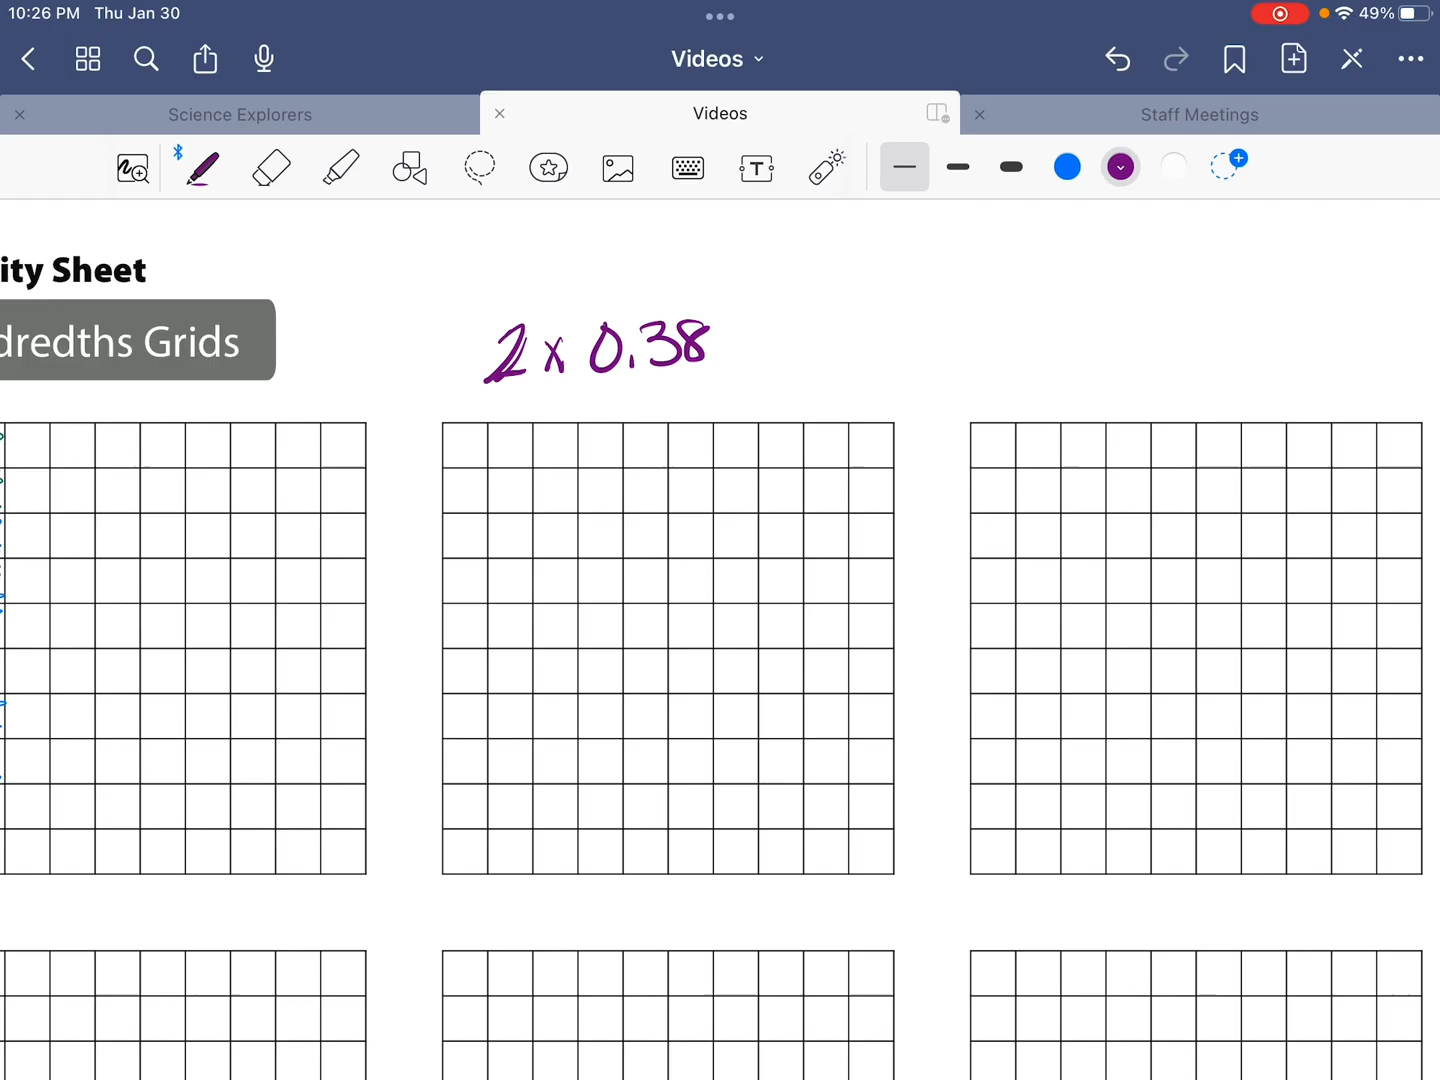 10:26 PM Thu Jan 30
49%
Videos
Science Explorers
Videos
Staff Meetings
T
ity Sheet
dredths Grids
2 x 0.38